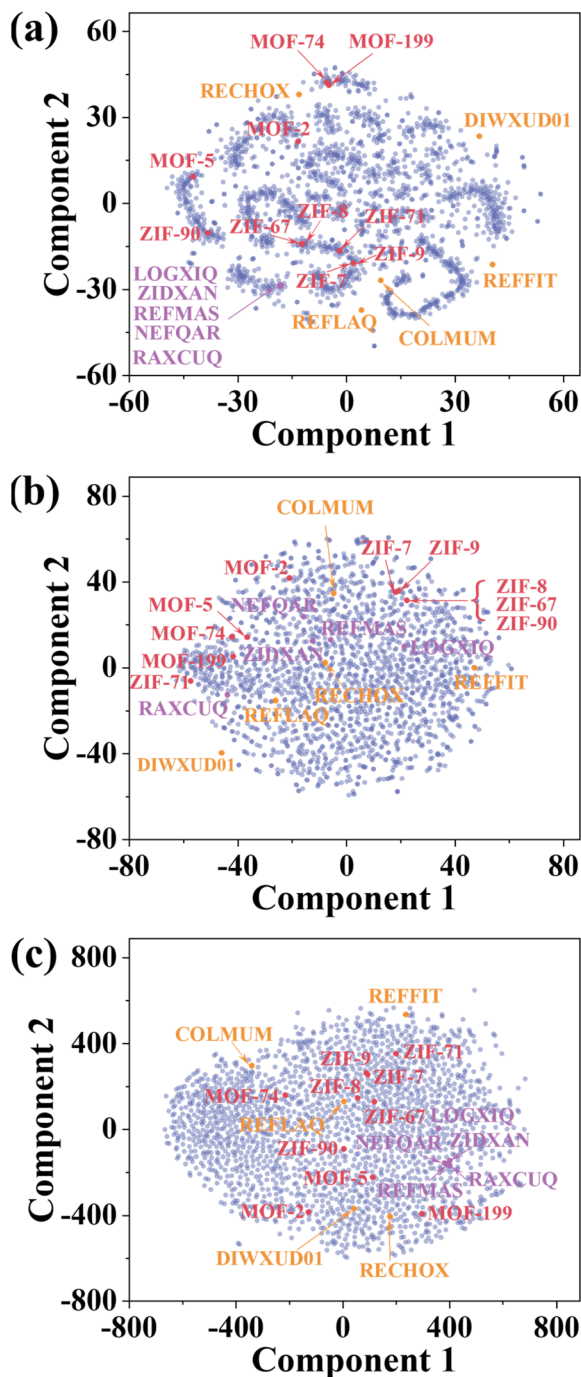 (a)
60
MOF-74 MOF-199
RECHOX
DIWXUD01
30
MOF-2
MOF-5
Component 2
0
ZIF-8
ZIF-67 ZIF-71
ZIF-90
ZIF-9
LOGXIQ
ZIF-7
REFFIT
ZIDXAN
-30
REFMAS
REFLAQ
NEFQAR
COLMUM
RAXCUQ
-60
-60 -30 0 30 60
Component 1
(b)
80
COLMUM
ZIF-7 ZIF-9
MOF-2
40
ZIF-8
ZIF-67
ZIF-90
NEFQAR
MOF-5
REFMAS
MOF-74
LOGXIQ
ZIDXAN
MOF-199
Component 2
0
ZIF-71
RECHOX
REFFIT
RAXCUQ
REFLAQ
-40
DIWXUD01
-80
-80 -40 0 40 80
Component 1
(c)
800
REFFIT
COLMUM
400
ZIF-9 ZIF-71
ZIF-7
ZIF-8
MOF-74
REFLAQ
ZIF-67 LOGXIQ
Component 2
0
NEFQAR ZIDXAN
ZIF-90
MOF-5
RAXCUQ
REFMAS
-400
MOF-2
MOF-199
DIWXUD01
RECHOX
-800
-800 -400 0 400 800
Component 1